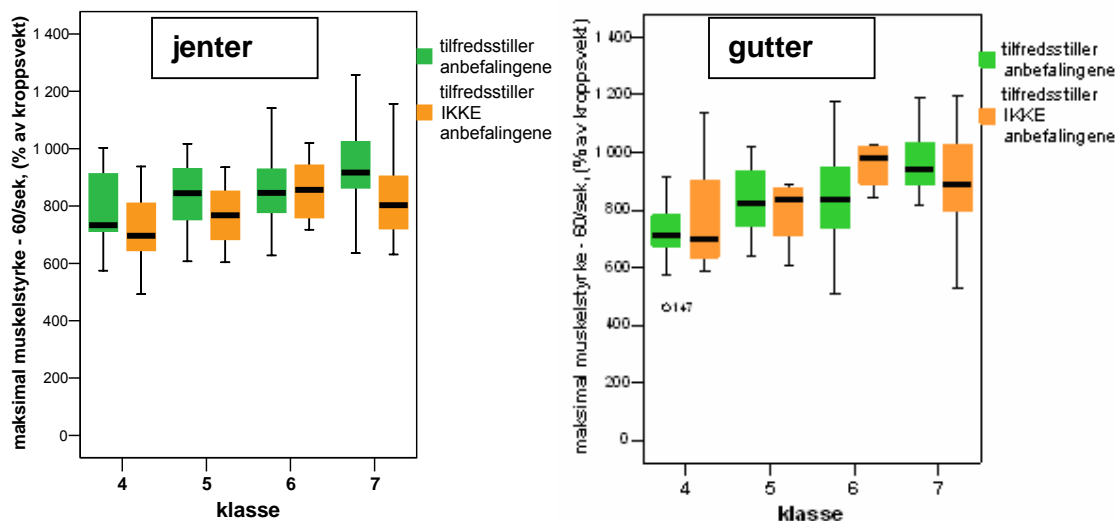 jenter
tilfredsstiller
anbefalingene
tilfredsstiller
IKKE
anbefalingene
maksimal muskelstyrke - 60/sek, (% av kroppsvekt)
1 400
1 200
1 000
800
600
400
200
0
4 5 6 7
klasse
gutter
tilfredsstiller
anbefalingene
tilfredsstiller
IKKE
anbefalingene
maksimal muskelstyrke - 60/sek, (% av kroppsvekt)
1 400
1 200
1 000
800
600
400
200
0
147
4 5 6 7
klasse